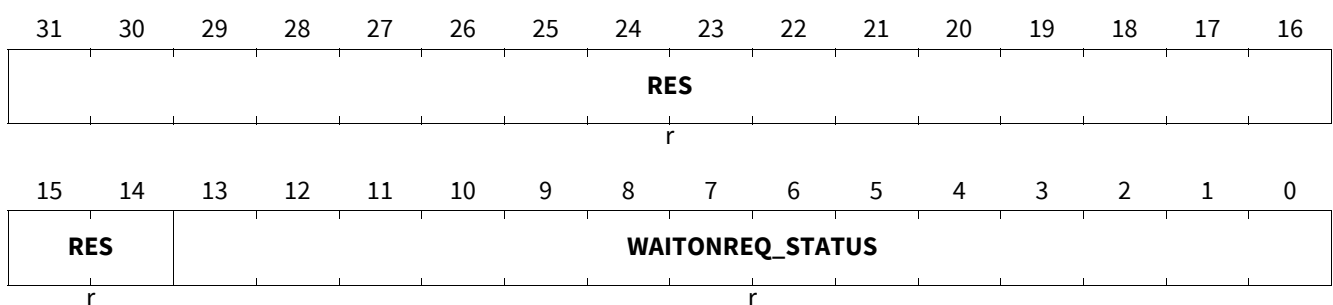 31 30 29 28 27 26 25 24 23 22 21 20 19 18 17 16
RES
r
15 14 13 12 11 10 9 8 7 6 5 4 3 2 1 0
RES WAITONREQ_STATUS
r r